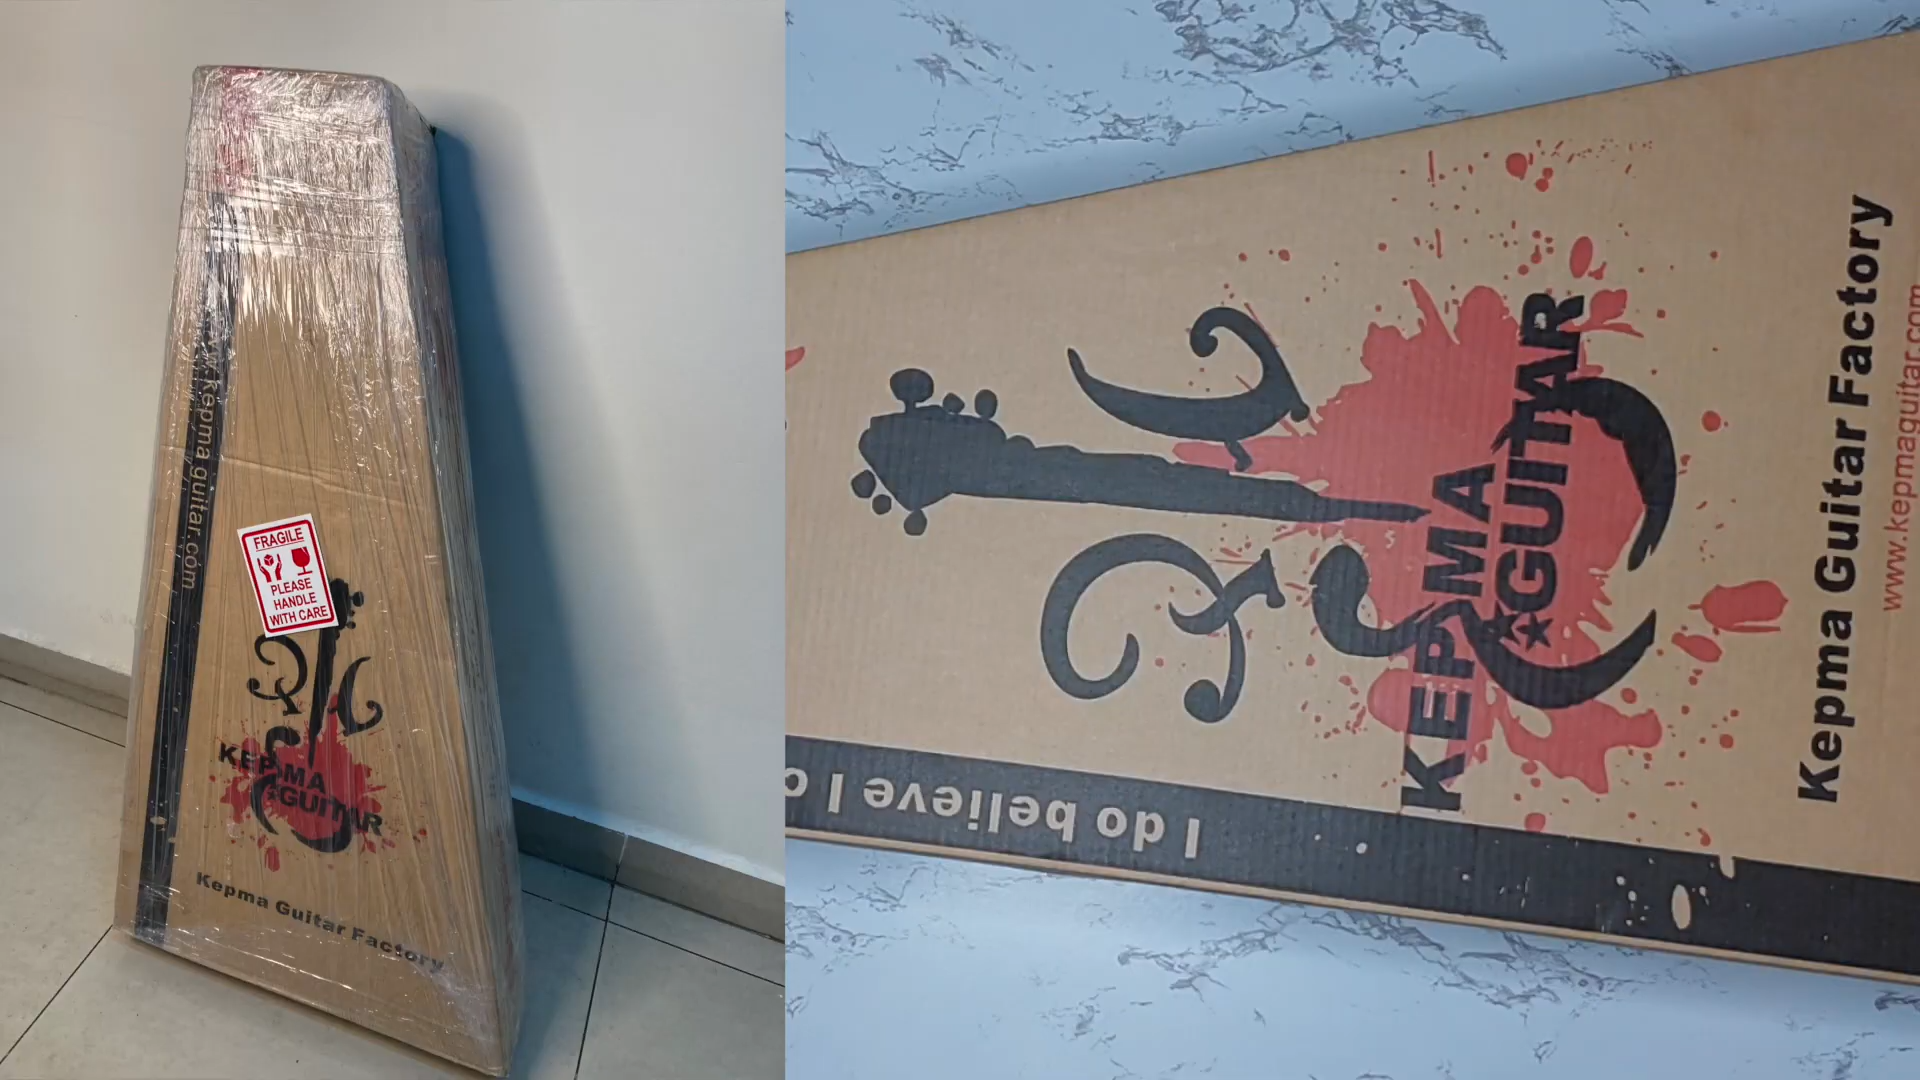 www.kepmaguitar.com
FRAGILE
PLEASE
HANDLE
WITH CARE
KEPMA
GUITAR
Kepma Guitar Factory
KEPMA
GUITAR
Kepma Guitar Factory
www.kepmaguitar.com
I do believe I